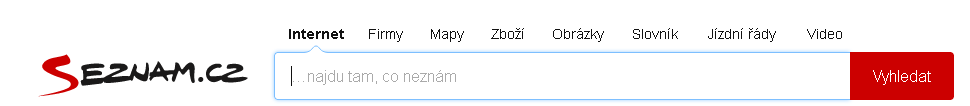 Internet Firmy Mapy Zboží Obrázky Slovník Jízdní řády Video
SEZNAM.CZ ...najdu tam, co neznám Vyhledat